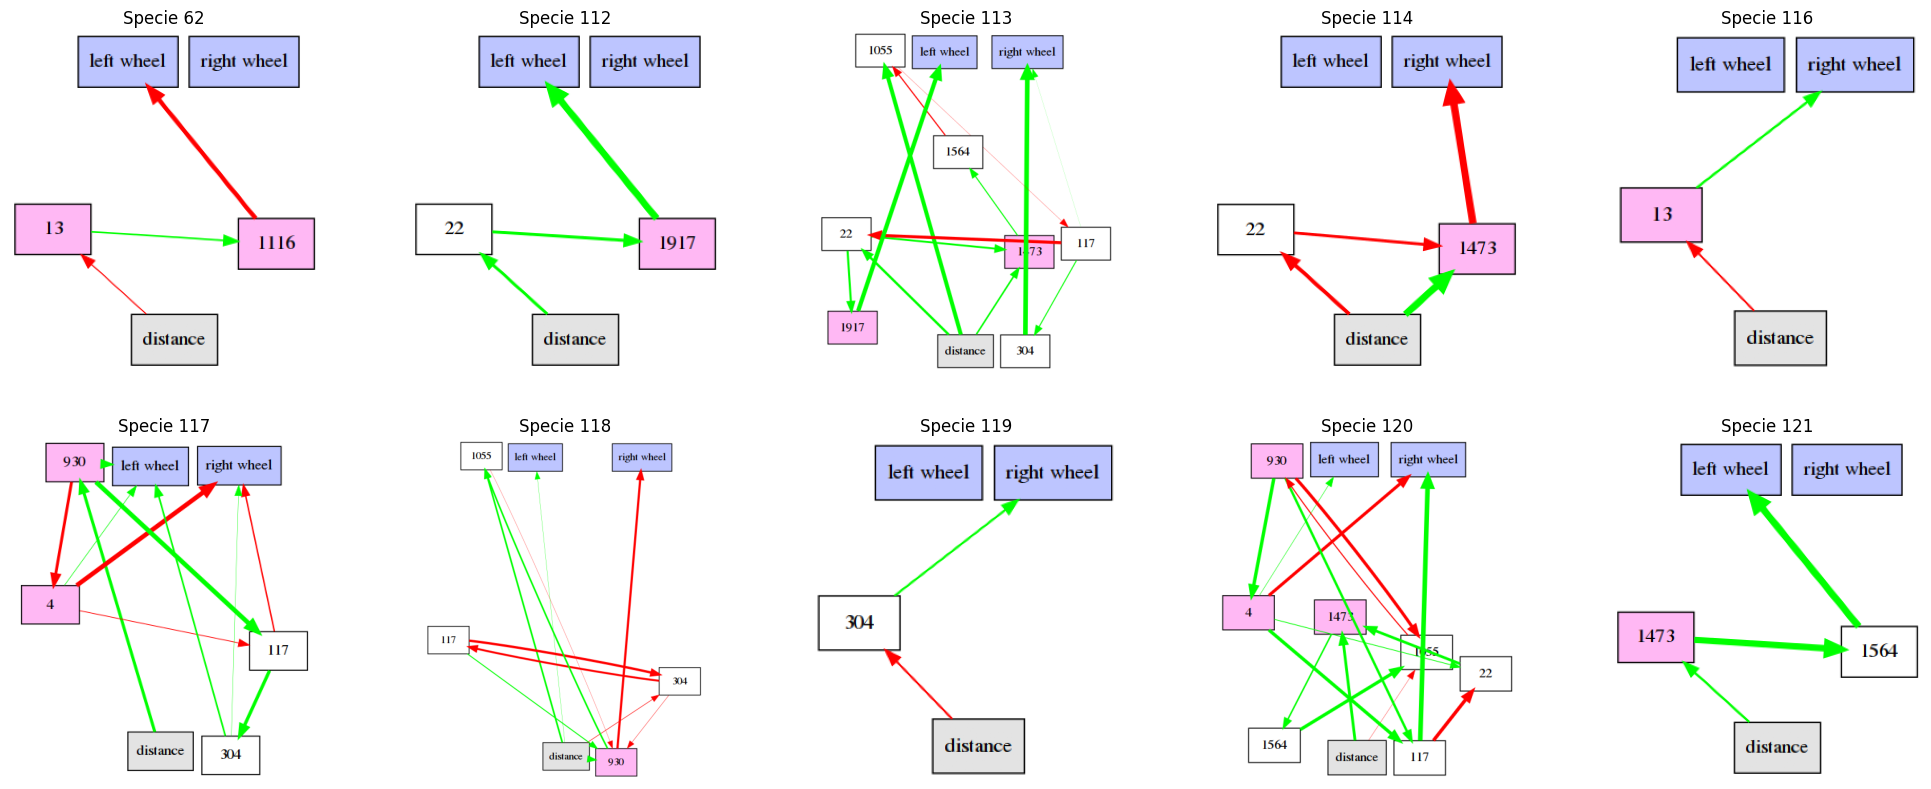 Specie 62
left wheel
right wheel
13
1116
distance
Specie 112
left wheel
right wheel
22
1917
distance
Specie 113
1055
left wheel
right wheel
1564
22
1473
117
1917
distance
304
Specie 114
left wheel
right wheel
22
1473
distance
Specie 116
left wheel
right wheel
13
distance
Specie 117
930
left wheel
right wheel
4
117
distance
304
Specie 118
1055
left wheel
right wheel
117
304
distance
930
Specie 119
left wheel
right wheel
304
distance
Specie 120
930
left wheel
right wheel
4
1473
1055
22
1564
distance
117
Specie 121
left wheel
right wheel
1473
1564
distance